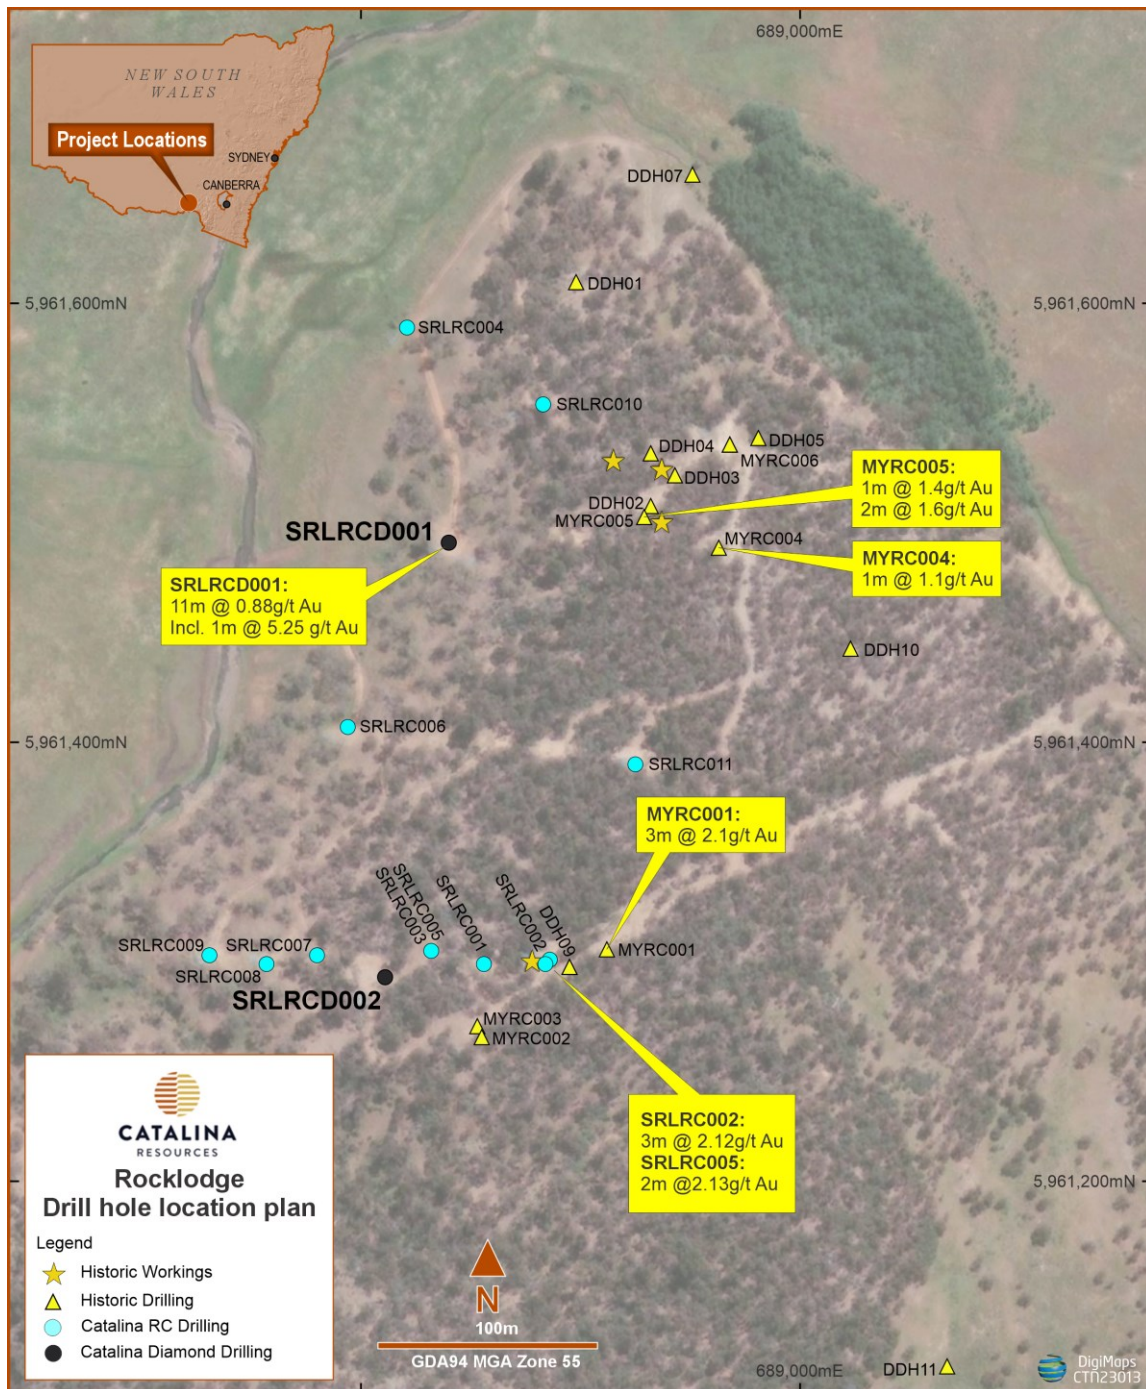 689,000mE
NEW SOUTH
WALES
Project Locations
SYDNEY
CANBERRA
DDH07
DDH01
5,961,600mN
5,961,600mN
SRLRC004
SRLRC010
DDH04
DDH05
MYRC006
DDH03
DDH02
MYRC005
MYRC005:
1m @ 1.4g/t Au
2m @ 1.6g/t Au
SRLRCD001
MYRC004
MYRC004:
1m @ 1.1g/t Au
SRLRCD001:
11m @ 0.88g/t Au
Incl. 1m @ 5.25 g/t Au
DDH10
SRLRC006
5,961,400mN
5,961,400mN
SRLRC011
MYRC001:
3m @ 2.1g/t Au
SRLRC009
SRLRC007
SRLRC008
SRLRC003
SRLRC005
SRLRC001
SRLRC002
DDH09
MYRC001
SRLRCD002
MYRC003
MYRC002
SRLRC002:
3m @ 2.12g/t Au
SRLRC005:
2m @2.13g/t Au
5,961,200mN
CATALINA
RESOURCES
Rocklodge
Drill hole location plan
Legend
Historic Workings
Historic Drilling
Catalina RC Drilling
Catalina Diamond Drilling
N
100m
GDA94 MGA Zone 55
689,000mE
DDH11
DigiMaps
CTN23013